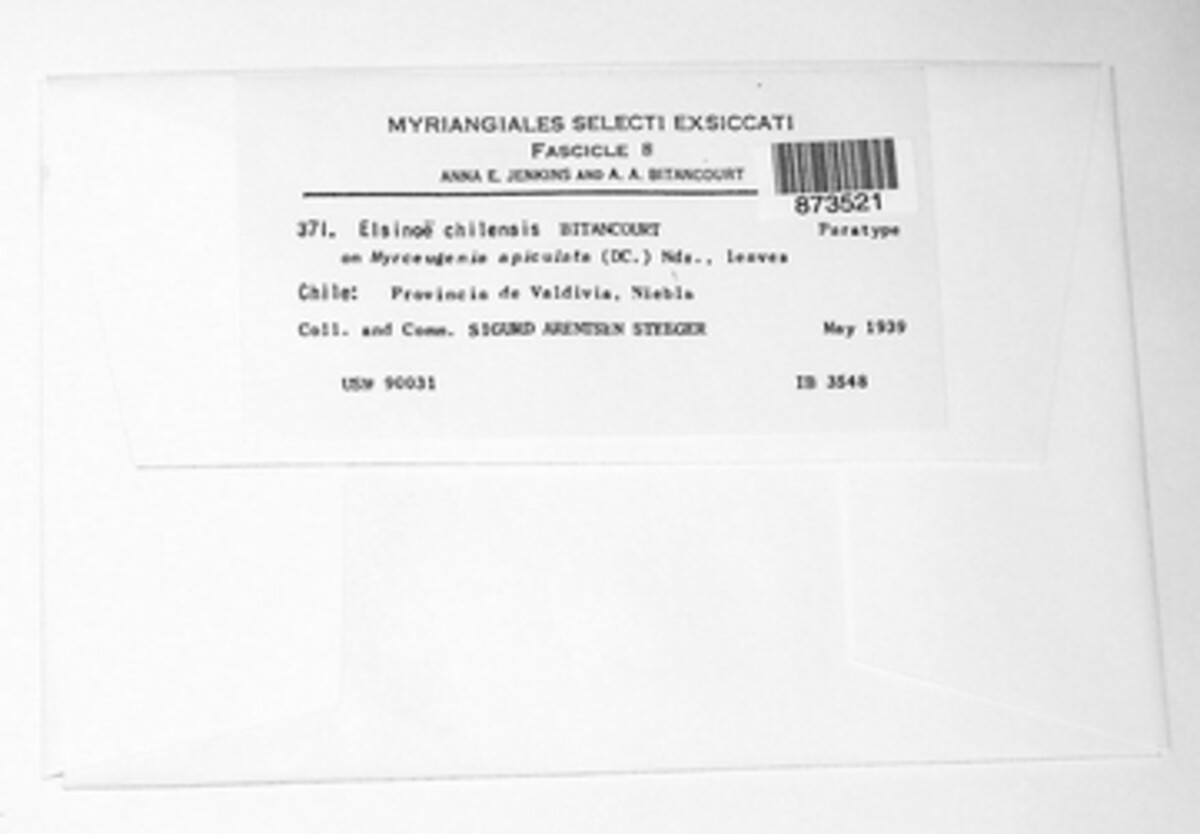 MYRIANGIALES SELECTI EXSICCATI
FASCICLE 8
ANNA E. JENKINS AND A. A. BITANCOURT
873521
371. Elsinoë chilensis BITANCOURT Paratype
on Myrceugenia apiculata (DC.) Nds., leaves
Chile: Provincia de Valdivia, Niebla
Coll. and Comm. SIGURD ARENTSEN STEEGER May 1939
USM 90031 IB 3548